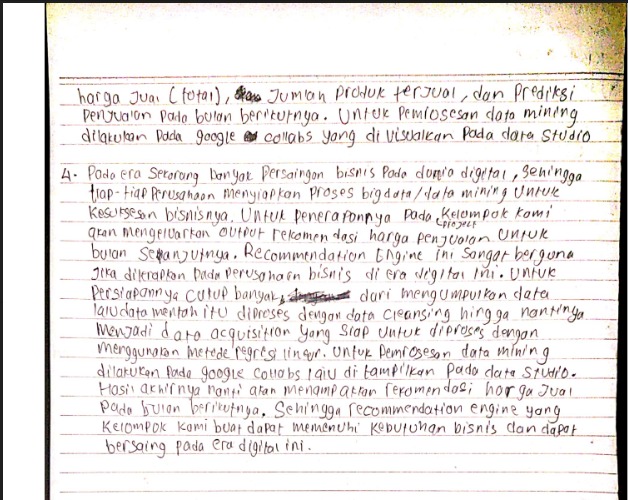 harga Jual (total), Jumlah Produk terJual, dan Prediksi
Penjualan Pada bulan berikutnya. Untuk Pemrosesan data mining
dilakukan Pada google collabs yang di Visualkan Pada data Studio
4. Pada era Sekarang banyak Persaingan bisnis Pada dunia digital, Sehingga
tiap-tiap Perusahaan menyiapkan Proses bigdata/data mining Untuk
Kesuksesan bisnisnya. Untuk Penerapannya Pada Project Kelompok Kami
akan mengeluarkan output rekomendasi harga Penjualan Untuk
bulan Selanjutnya. Recommendation Engine ini Sangat berguna
Jika diterapkan Pada Perusahaan bisnis di era digital ini. Untuk
Persiapannya Cukup banyak, dari mengumpulkan data
lalu data mentah itu diproses dengan data Cleansing hingga nantinya
Menjadi data acquisition yang Siap Untuk diproses dengan
Menggunakan Metode regresi linear. Untuk Pemrosesan data mining
dilakukan Pada google Collabs lalu di tampilkan Pada data Studio.
Hasil akhirnya nanti akan menampakkan rekomendasi harga Jual
Pada bulan berikutnya. Sehingga recommendation engine yang
Kelompok Kami buat dapat memenuhi Kebutuhan bisnis dan dapat
bersaing pada era digital ini.